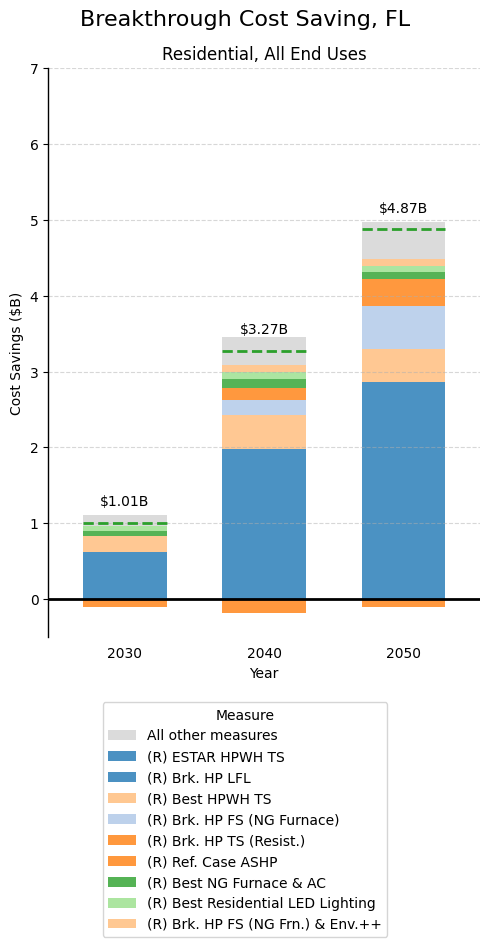 Breakthrough Cost Saving, FL
Residential, All End Uses
7
6
5
4
3
2
1
0
Cost Savings ($B)
$1.01B
$3.27B
$4.87B
2030
2040
2050
Year
Measure
All other measures
(R) ESTAR HPWH TS
(R) Brk. HP LFL
(R) Best HPWH TS
(R) Brk. HP FS (NG Furnace)
(R) Brk. HP TS (Resist.)
(R) Ref. Case ASHP
(R) Best NG Furnace & AC
(R) Best Residential LED Lighting
(R) Brk. HP FS (NG Frn.) & Env.++